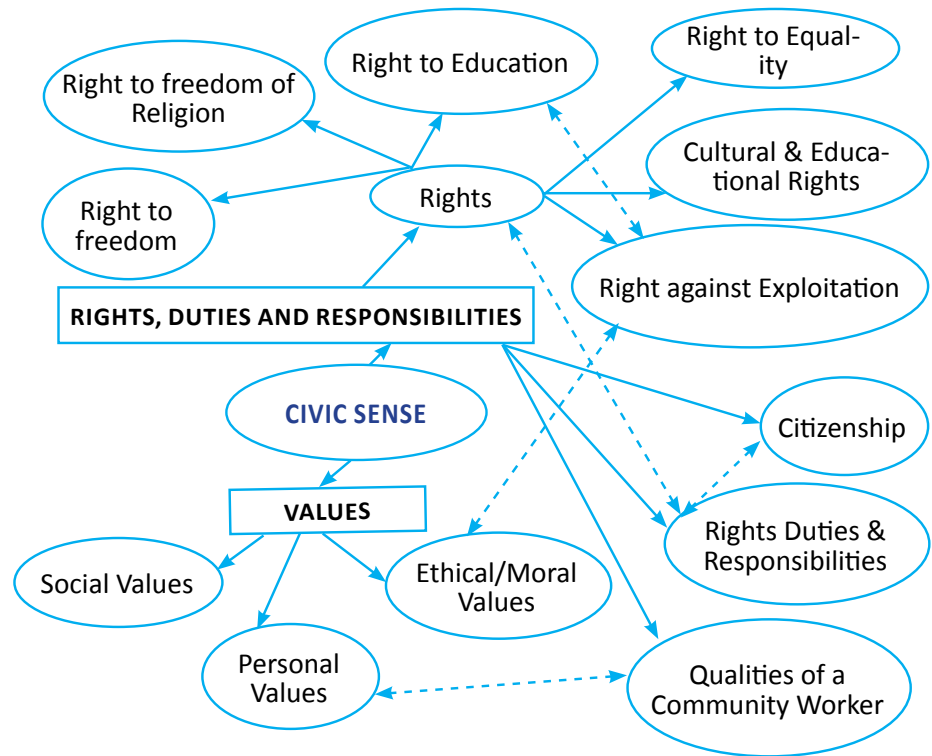 Right to Education
Right to Equal-
ity
Right to freedom of
Religion
Cultural & Educa-
tional Rights
Rights
Right to
freedom
Right against Exploitation
RIGHTS, DUTIES AND RESPONSIBILITIES
CIVIC SENSE
Citizenship
VALUES
Rights Duties &
Responsibilities
Social Values
Ethical/Moral
Values
Personal
Values
Qualities of a
Community Worker